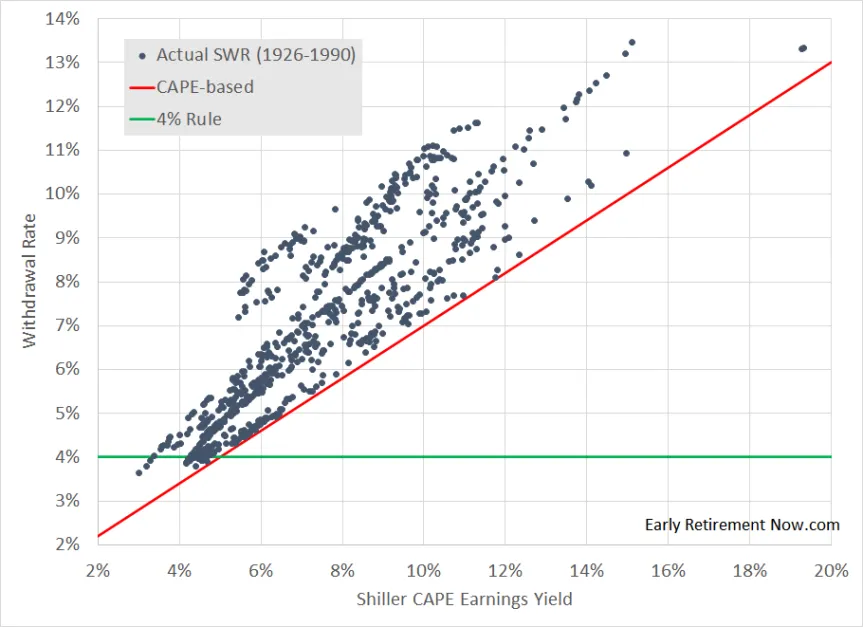 14%
13%
12%
11%
10%
9%
8%
7%
6%
5%
4%
3%
2%
Withdrawal Rate
Actual SWR (1926-1990)
CAPE-based
4% Rule
Early Retirement Now.com
2% 4% 6% 8% 10% 12% 14% 16% 18% 20%
Shiller CAPE Earnings Yield